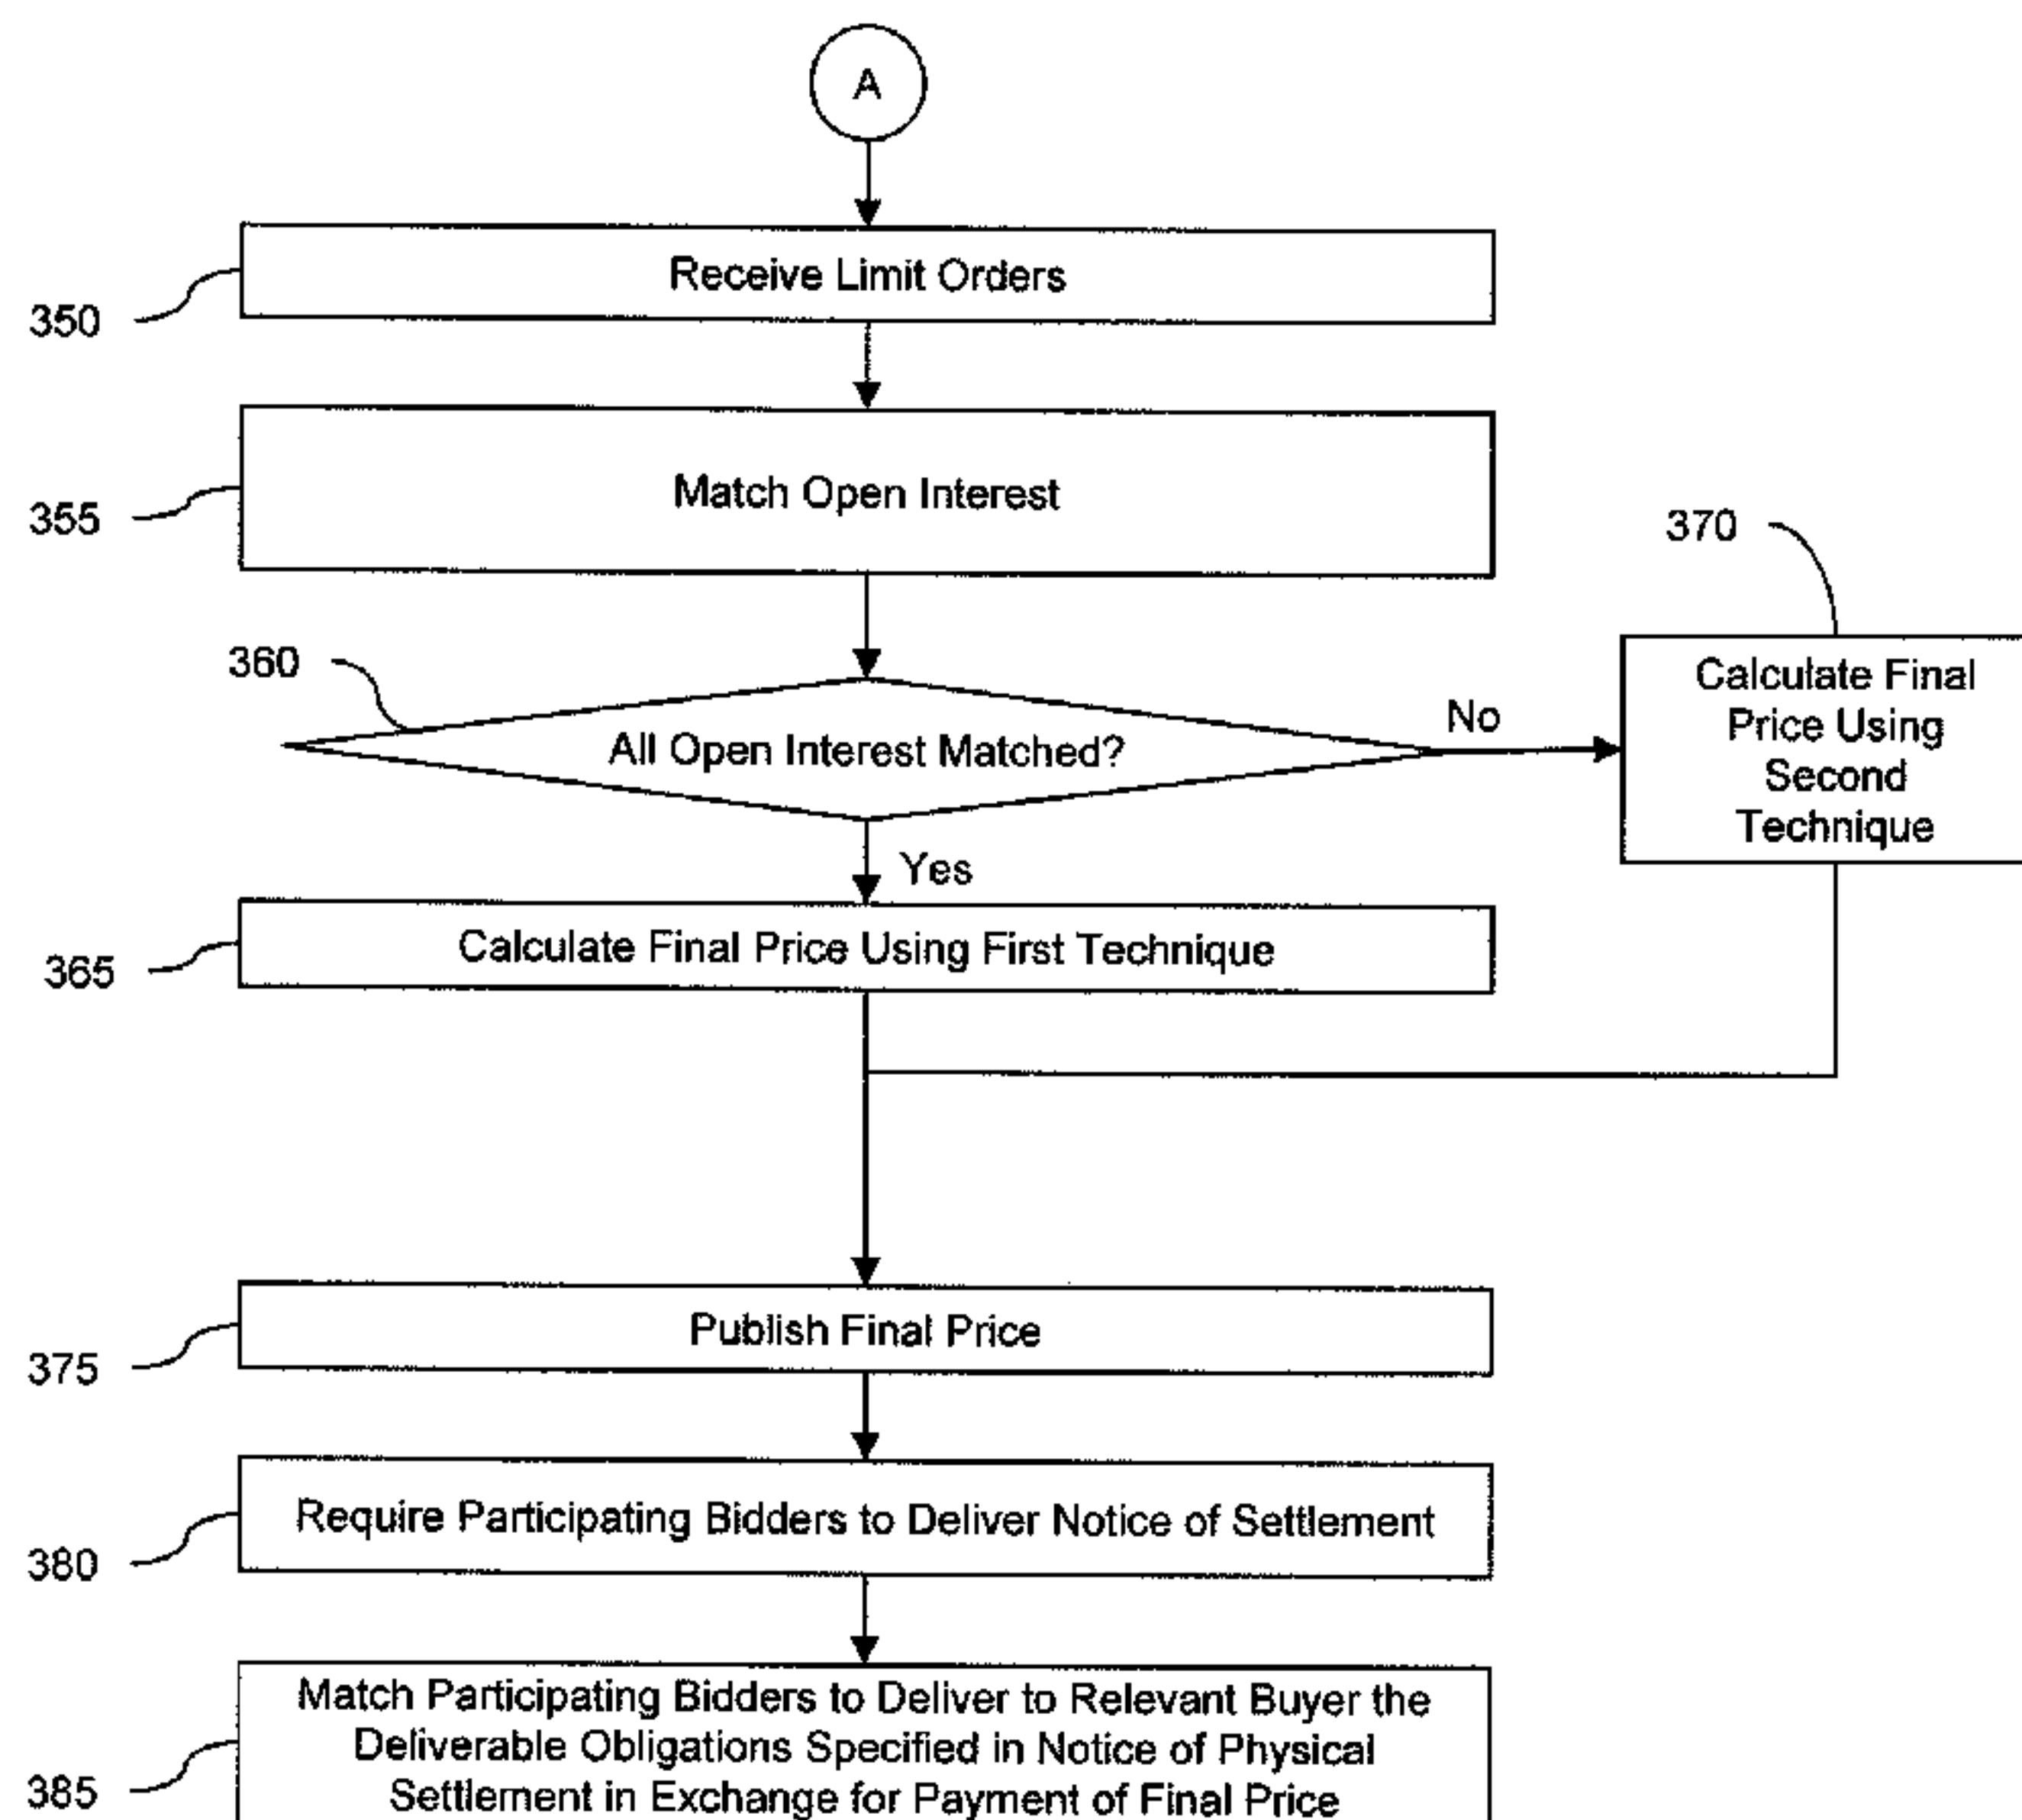 A
Receive Limit Orders
350
Match Open Interest
355
370
Calculate Final
Price Using
Second
Technique
360
All Open Interest Matched?
No
Yes
Calculate Final Price Using First Technique
365
Publish Final Price
375
Require Participating Bidders to Deliver Notice of Settlement
380
Match Participating Bidders to Deliver to Relevant Buyer the
Deliverable Obligations Specified in Notice of Physical
Settlement in Exchange for Payment of Final Price
385